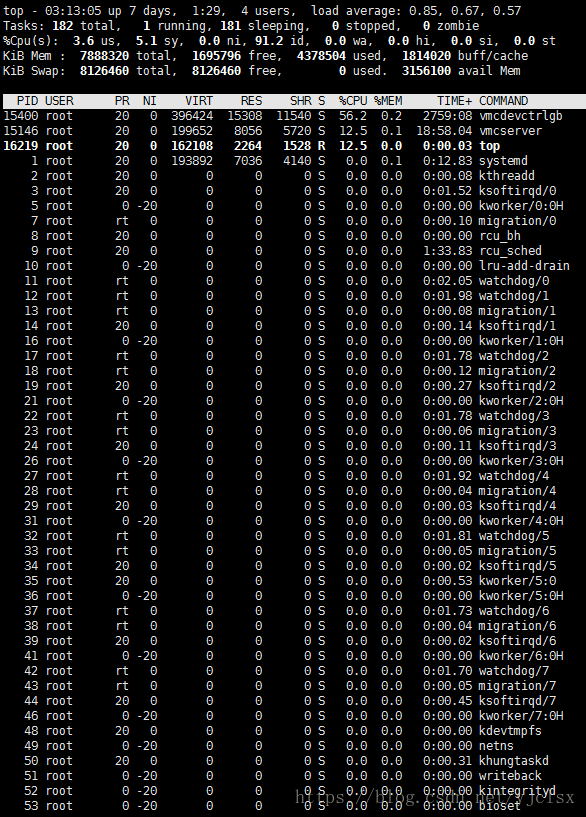 top - 03:13:05 up 7 days,  1:29,  4 users,  load average: 0.85, 0.67, 0.57
Tasks: 182 total,   1 running, 181 sleeping,   0 stopped,   0 zombie
%Cpu(s):  3.6 us,  5.1 sy,  0.0 ni, 91.2 id,  0.0 wa,  0.0 hi,  0.0 si,  0.0 st
KiB Mem :  7888320 total,  1695796 free,  4378504 used,  1814020 buff/cache
KiB Swap:  8126460 total,  8126460 free,        0 used.  3156100 avail Mem
PID USER      PR  NI    VIRT    RES    SHR S  %CPU %MEM     TIME+ COMMAND
15400 root      20   0  396424  15308  11540 S  56.2  0.2   2759:08 vmcdevctrlgb
15146 root      20   0  199652   8056   5720 S  12.5  0.1  18:58.04 vmcserver
16219 root      20   0  162108   2264   1528 R  12.5  0.0   0:00.03 top
1 root      20   0  193892   7036   4140 S   0.0  0.1   0:12.83 systemd
2 root      20   0       0      0      0 S   0.0  0.0   0:00.08 kthreadd
3 root      20   0       0      0      0 S   0.0  0.0   0:01.52 ksoftirqd/0
5 root       0 -20       0      0      0 S   0.0  0.0   0:00.00 kworker/0:0H
7 root      rt   0       0      0      0 S   0.0  0.0   0:00.10 migration/0
8 root      20   0       0      0      0 S   0.0  0.0   0:00.00 rcu_bh
9 root      20   0       0      0      0 S   0.0  0.0   1:33.83 rcu_sched
10 root       0 -20       0      0      0 S   0.0  0.0   0:00.00 lru-add-drain
11 root      rt   0       0      0      0 S   0.0  0.0   0:02.05 watchdog/0
12 root      rt   0       0      0      0 S   0.0  0.0   0:01.98 watchdog/1
13 root      rt   0       0      0      0 S   0.0  0.0   0:00.08 migration/1
14 root      20   0       0      0      0 S   0.0  0.0   0:00.14 ksoftirqd/1
16 root       0 -20       0      0      0 S   0.0  0.0   0:00.00 kworker/1:0H
17 root      rt   0       0      0      0 S   0.0  0.0   0:01.78 watchdog/2
18 root      rt   0       0      0      0 S   0.0  0.0   0:00.12 migration/2
19 root      20   0       0      0      0 S   0.0  0.0   0:00.27 ksoftirqd/2
21 root       0 -20       0      0      0 S   0.0  0.0   0:00.00 kworker/2:0H
22 root      rt   0       0      0      0 S   0.0  0.0   0:01.78 watchdog/3
23 root      rt   0       0      0      0 S   0.0  0.0   0:00.06 migration/3
24 root      20   0       0      0      0 S   0.0  0.0   0:00.11 ksoftirqd/3
26 root       0 -20       0      0      0 S   0.0  0.0   0:00.00 kworker/3:0H
27 root      rt   0       0      0      0 S   0.0  0.0   0:01.92 watchdog/4
28 root      rt   0       0      0      0 S   0.0  0.0   0:00.04 migration/4
29 root      20   0       0      0      0 S   0.0  0.0   0:00.03 ksoftirqd/4
31 root       0 -20       0      0      0 S   0.0  0.0   0:00.00 kworker/4:0H
32 root      rt   0       0      0      0 S   0.0  0.0   0:01.81 watchdog/5
33 root      rt   0       0      0      0 S   0.0  0.0   0:00.05 migration/5
34 root      20   0       0      0      0 S   0.0  0.0   0:00.02 ksoftirqd/5
35 root      20   0       0      0      0 S   0.0  0.0   0:00.53 kworker/5:0
36 root       0 -20       0      0      0 S   0.0  0.0   0:00.00 kworker/5:0H
37 root      rt   0       0      0      0 S   0.0  0.0   0:01.73 watchdog/6
38 root      rt   0       0      0      0 S   0.0  0.0   0:00.04 migration/6
39 root      20   0       0      0      0 S   0.0  0.0   0:00.02 ksoftirqd/6
41 root       0 -20       0      0      0 S   0.0  0.0   0:00.00 kworker/6:0H
42 root      rt   0       0      0      0 S   0.0  0.0   0:01.70 watchdog/7
43 root      rt   0       0      0      0 S   0.0  0.0   0:00.05 migration/7
44 root      20   0       0      0      0 S   0.0  0.0   0:00.45 ksoftirqd/7
46 root       0 -20       0      0      0 S   0.0  0.0   0:00.00 kworker/7:0H
48 root      20   0       0      0      0 S   0.0  0.0   0:00.00 kdevtmpfs
49 root       0 -20       0      0      0 S   0.0  0.0   0:00.00 netns
50 root      20   0       0      0      0 S   0.0  0.0   0:00.31 khungtaskd
51 root       0 -20       0      0      0 S   0.0  0.0   0:00.00 writeback
52 root       0 -20       0      0      0 S   0.0  0.0   0:00.00 kintegrityd
53 root       0 -20       0      0      0 S   0.0  0.0   0:00.00 bioset